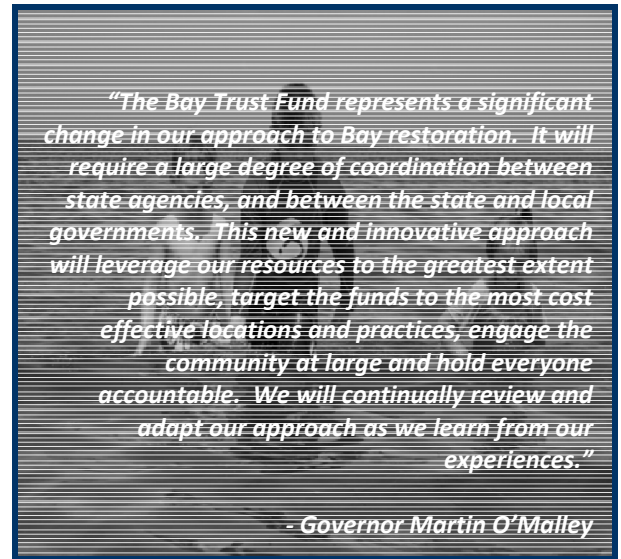 “The Bay Trust Fund represents a significant
change in our approach to Bay restoration.  It will
require a large degree of coordination between
state agencies, and between the state and local
governments.  This new and innovative approach
will leverage our resources to the greatest extent
possible, target the funds to the most cost
effective locations and practices, engage the
community at large and hold everyone
accountable.  We will continually review and
adapt our approach as we learn from our
experiences.”
- Governor Martin O’Malley